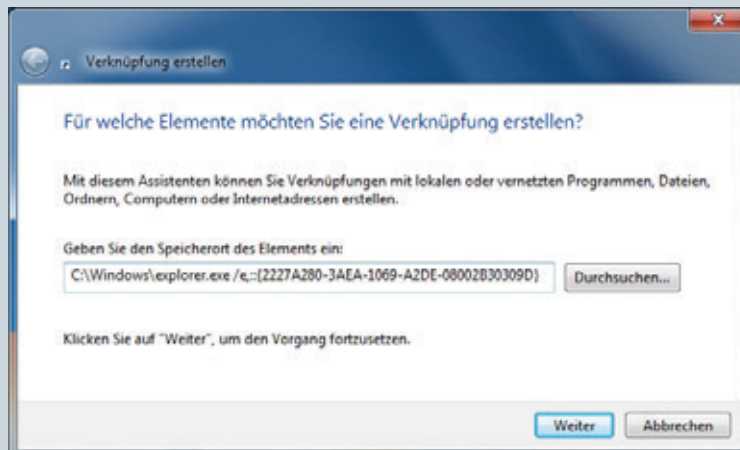 Verknüpfung erstellen
Für welche Elemente möchten Sie eine Verknüpfung erstellen?
Mit diesem Assistenten können Sie Verknüpfungen mit lokalen oder vernetzten Programmen, Dateien,
Ordnern, Computern oder Internetadressen erstellen.
Geben Sie den Speicherort des Elements ein:
C:\Windows\explorer.exe /e,::{2227A280-3AEA-1069-A2DE-08002B30309D}
Durchsuchen...
Klicken Sie auf "Weiter", um den Vorgang fortzusetzen.
Weiter
Abbrechen